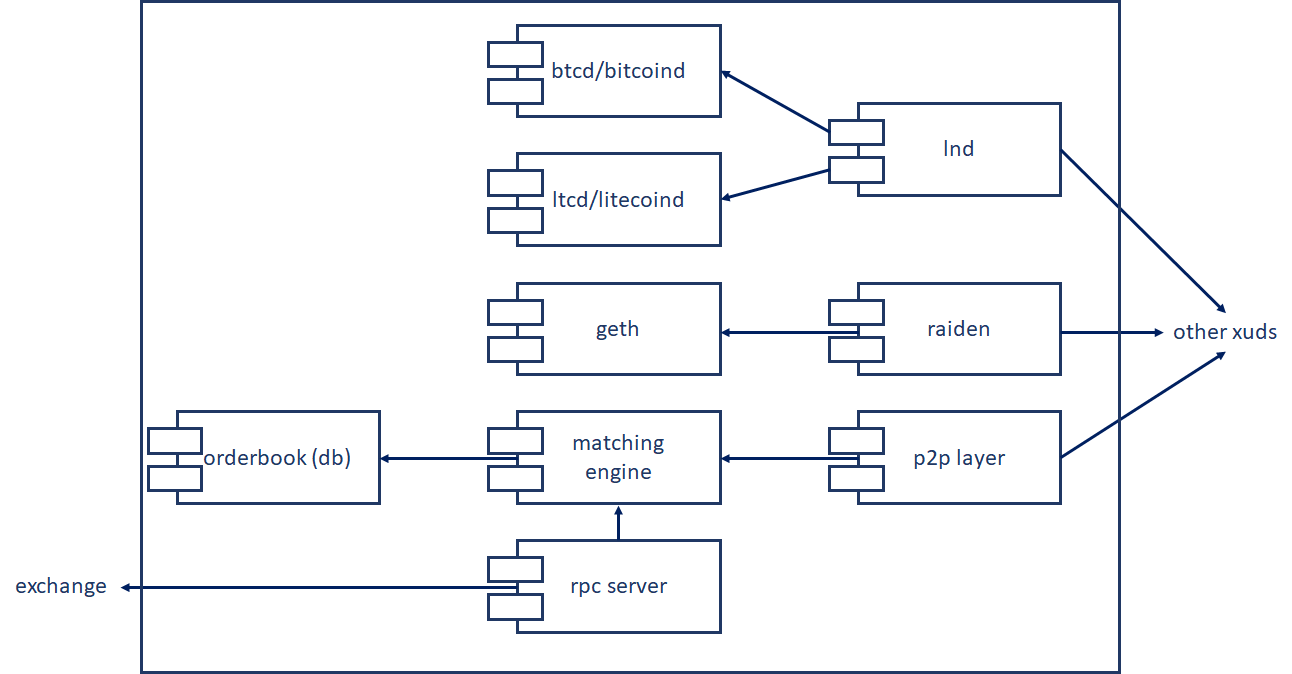 btcd/bitcoind
lnd
ltcd/litecoind
geth
raiden
other xuds
orderbook (db)
matching
engine
p2p layer
exchange
rpc server